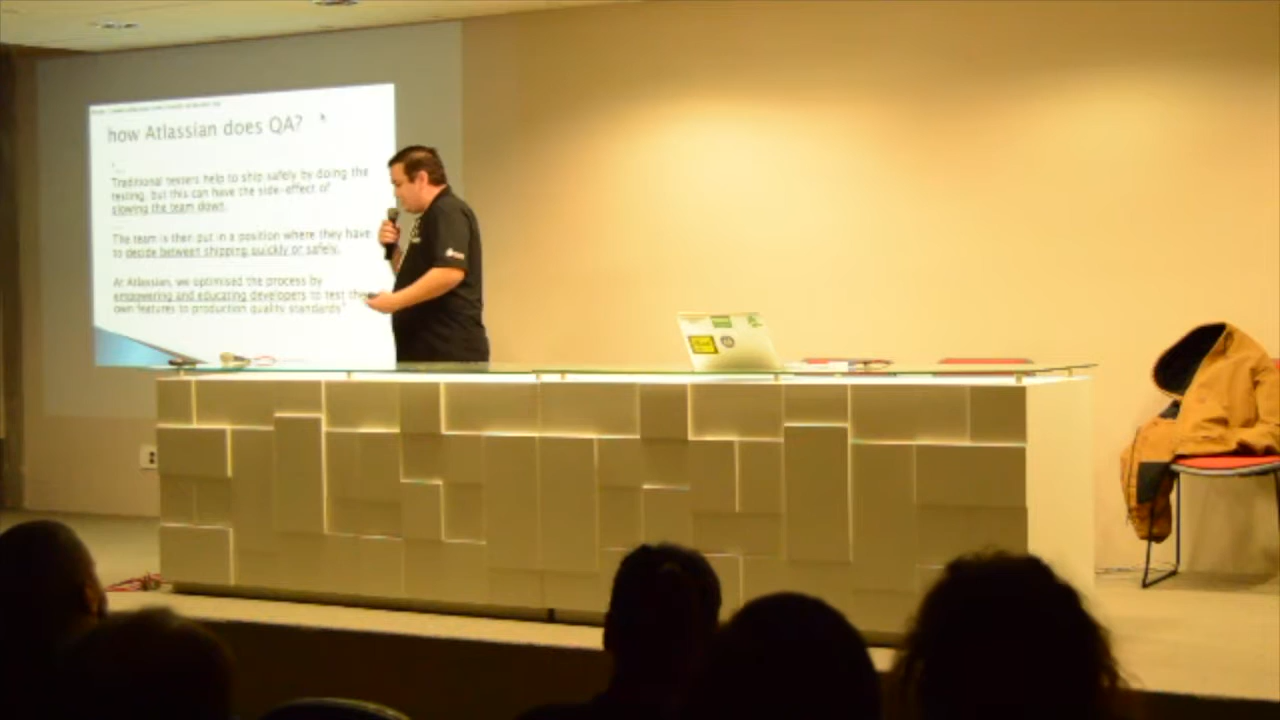 how Atlassian does QA?
"...
Traditional testers help to ship safely by doing the
testing, but this can have the side-effect of
slowing the team down.
...
The team is then put in a position where they have
to decide between shipping quickly or safely.
At Atlassian, we optimised the process by
empowering and educating developers to test
own features to production quality standards"